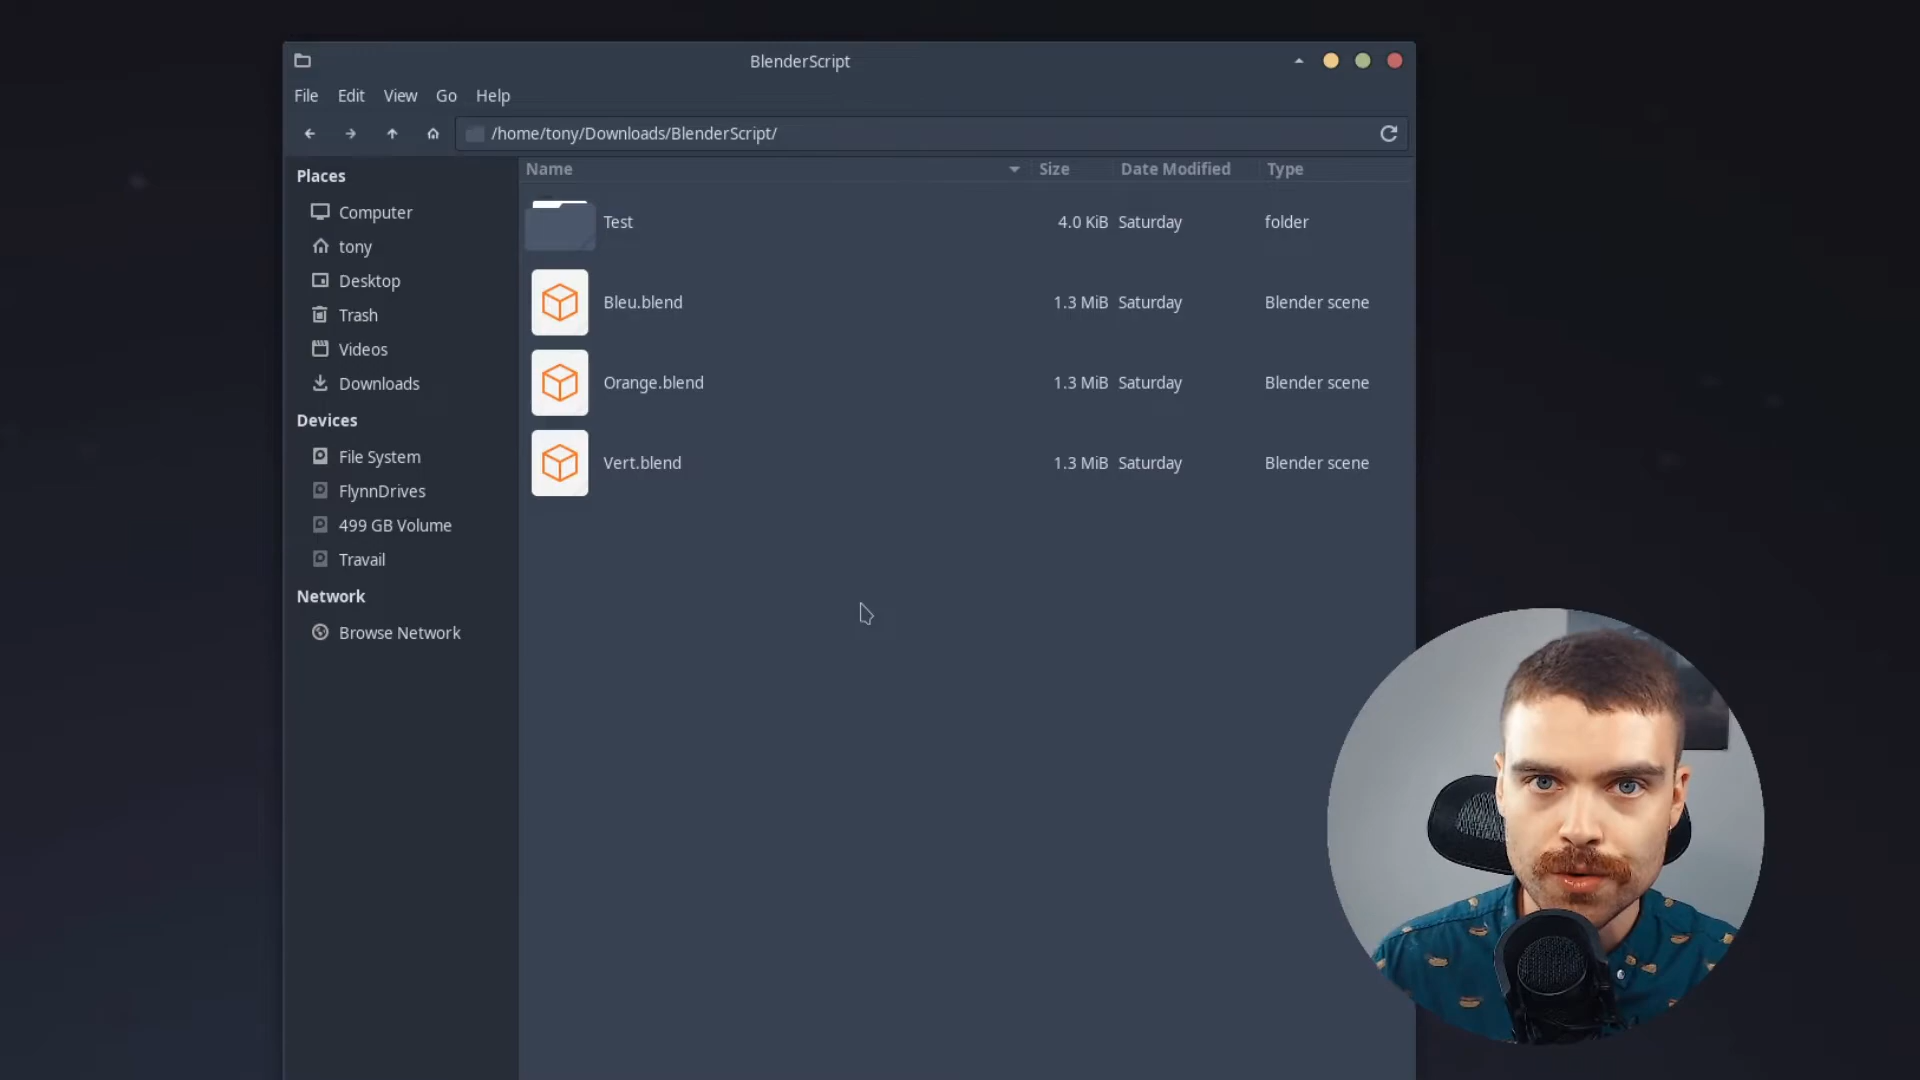 BlenderScript
File Edit View Go Help
/home/tony/Downloads/BlenderScript/
Places
Computer
tony
Desktop
Trash
Videos
Downloads
Devices
File System
FlynnDrives
499 GB Volume
Travail
Network
Browse Network
Name Size Date Modified Type
Test 4.0 KiB Saturday folder
Bleu.blend 1.3 MiB Saturday Blender scene
Orange.blend 1.3 MiB Saturday Blender scene
Vert.blend 1.3 MiB Saturday Blender scene